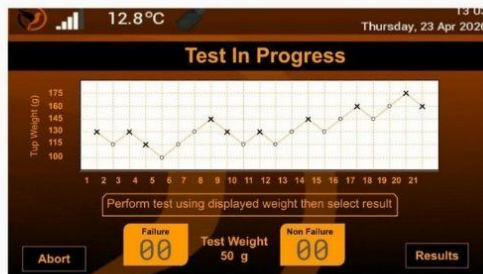 12.8°C
Thursday, 23 Apr 2020
Test In Progress
Tup Weight (g)
175
160
145
130
115
100
1 2 3 4 5 6 7 8 9 10 11 12 13 14 15 16 17 18 19 20 21
Perform test using displayed weight then select result
Failure
00
Test Weight
50 g
Non Failure
00
Abort
Results